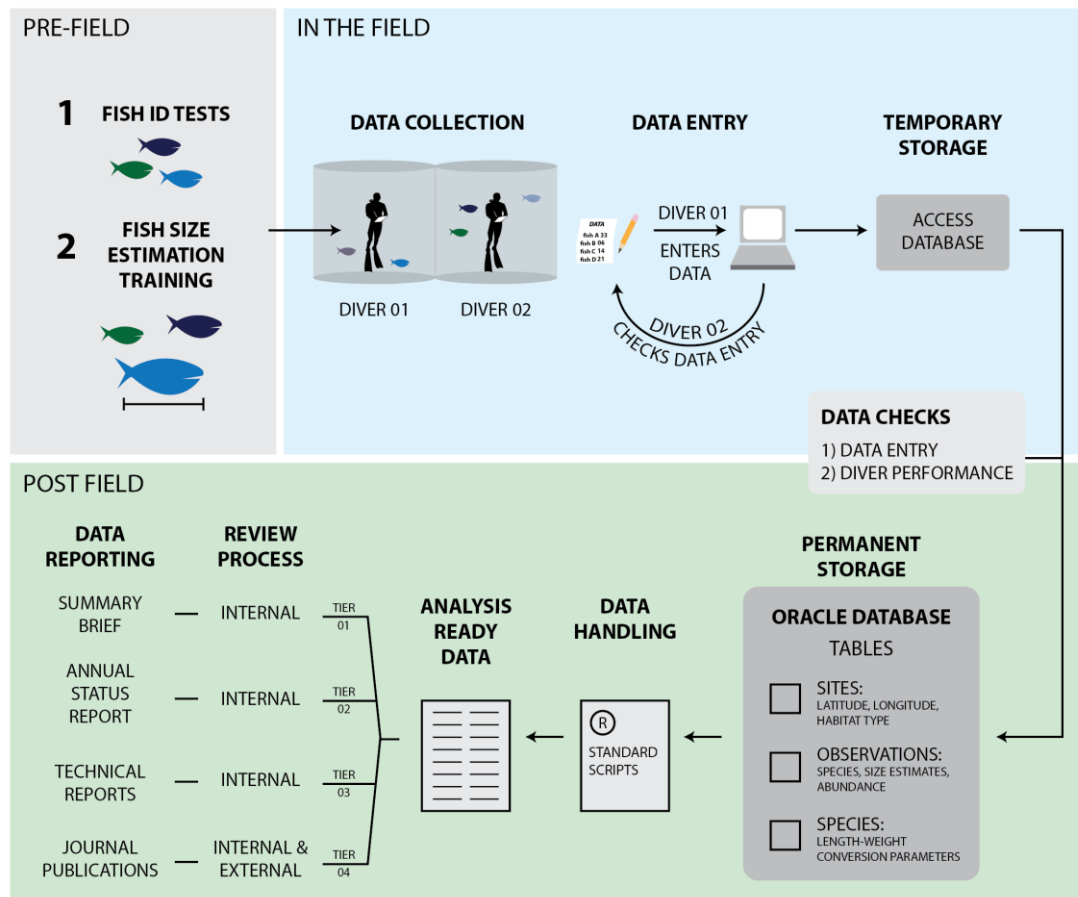 PRE-FIELD
1 FISH ID TESTS
2 FISH SIZE
ESTIMATION
TRAINING
IN THE FIELD
DATA COLLECTION
DIVER 01
DIVER 02
DATA ENTRY
DATA
fish A 33
fish B 06
fish C 14
fish D 21
DIVER 01
ENTERS
DATA
DIVER 02
CHECKS DATA ENTRY
TEMPORARY
STORAGE
ACCESS
DATABASE
DATA CHECKS
1) DATA ENTRY
2) DIVER PERFORMANCE
POST FIELD
DATA
REPORTING
REVIEW
PROCESS
SUMMARY
BRIEF
INTERNAL
TIER
01
ANNUAL
STATUS
REPORT
INTERNAL
TIER
02
TECHNICAL
REPORTS
INTERNAL
TIER
03
JOURNAL
PUBLICATIONS
INTERNAL &
EXTERNAL
TIER
04
ANALYSIS
READY
DATA
DATA
HANDLING
R
STANDARD
SCRIPTS
PERMANENT
STORAGE
ORACLE DATABASE
TABLES
SITES:
LATITUDE, LONGITUDE,
HABITAT TYPE
OBSERVATIONS:
SPECIES, SIZE ESTIMATES,
ABUNDANCE
SPECIES:
LENGTH-WEIGHT
CONVERSION PARAMETERS